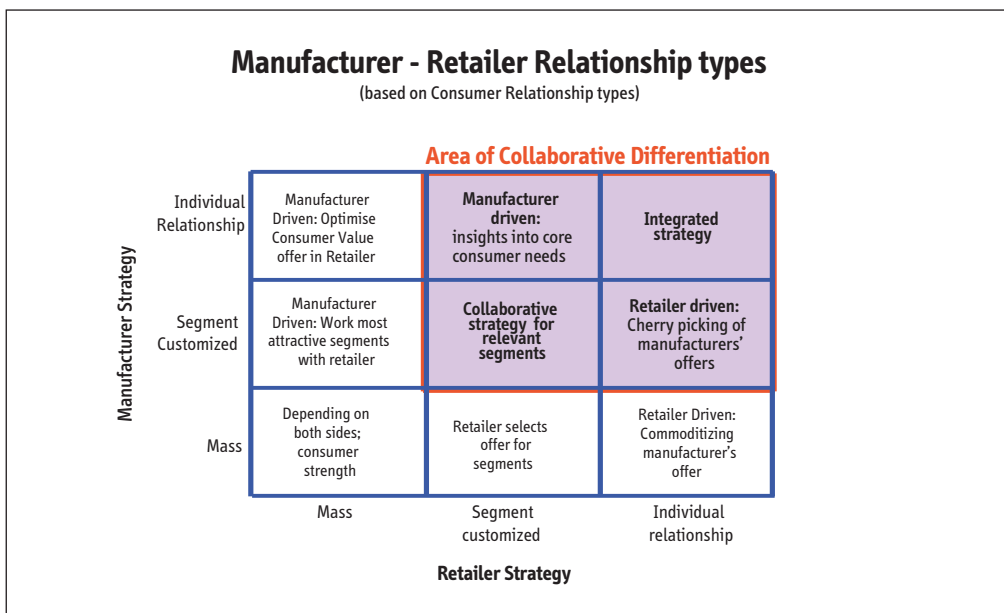 Manufacturer - Retailer Relationship types
(based on Consumer Relationship types)
Area of Collaborative Differentiation
Manufacturer Strategy
Individual
Relationship
Manufacturer
Driven: Optimise
Consumer Value
offer in Retailer
Manufacturer
driven:
insights into core
consumer needs
Integrated
strategy
Segment
Customized
Manufacturer
Driven: Work most
attractive segments
with retailer
Collaborative
strategy for
relevant
segments
Retailer driven:
Cherry picking of
manufacturers'
offers
Mass
Depending on
both sides;
consumer
strength
Retailer selects
offer for
segments
Retailer Driven:
Commoditizing
manufacturer's
offer
Mass
Segment
customized
Individual
relationship
Retailer Strategy